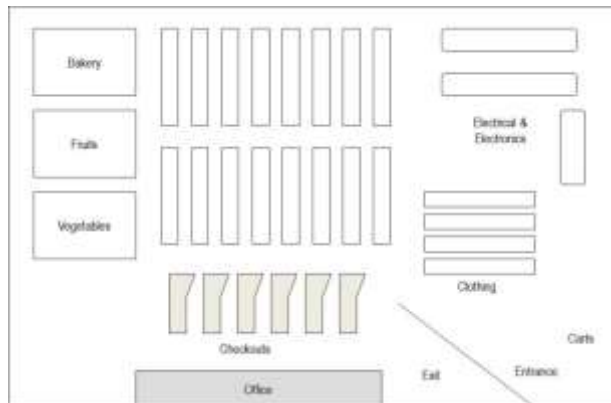 Bakery
Fruits
Vegetables
Electrical &
Electronics
Clothing
Checkouts
Carts
Exit
Entrance
Office